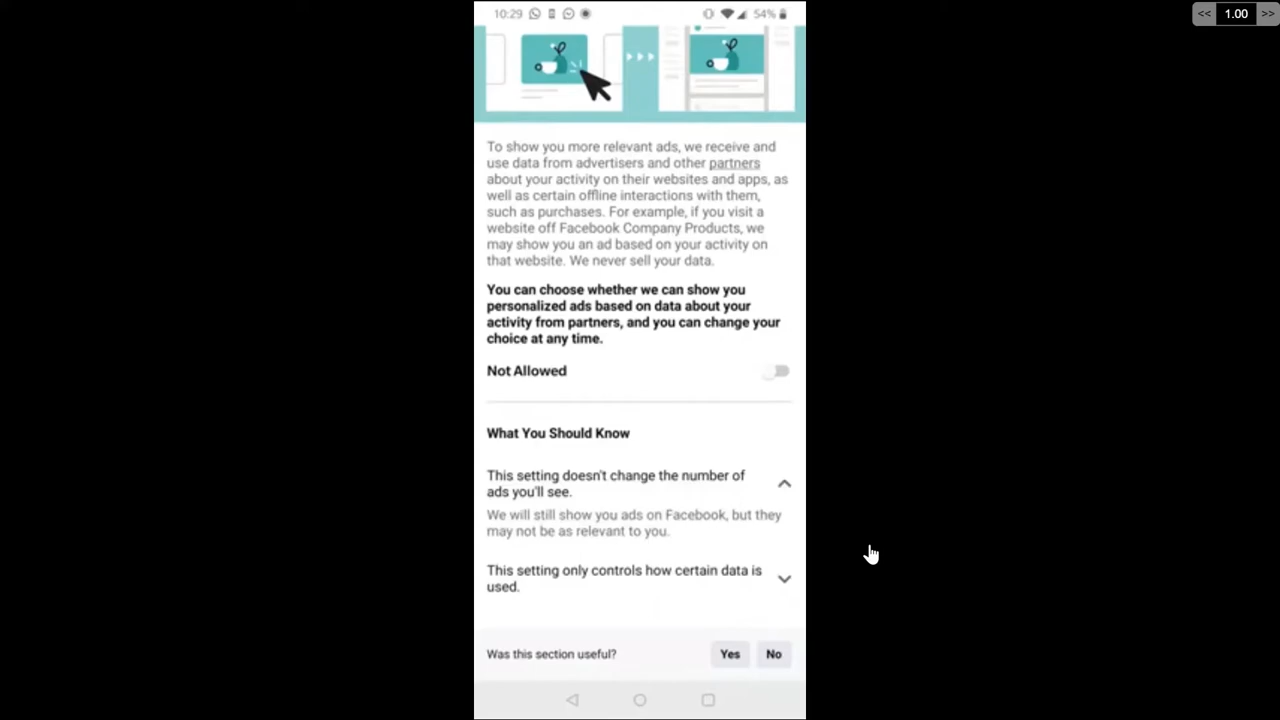 << 1.00 >>
10:29 54%
To show you more relevant ads, we receive and
use data from advertisers and other partners
about your activity on their websites and apps, as
well as certain offline interactions with them,
such as purchases. For example, if you visit a
website off Facebook Company Products, we
may show you an ad based on your activity on
that website. We never sell your data.
You can choose whether we can show you
personalized ads based on data about your
activity from partners, and you can change your
choice at any time.
Not Allowed
What You Should Know
This setting doesn't change the number of
ads you'll see.
We will still show you ads on Facebook, but they
may not be as relevant to you.
This setting only controls how certain data is
used.
Was this section useful? Yes No